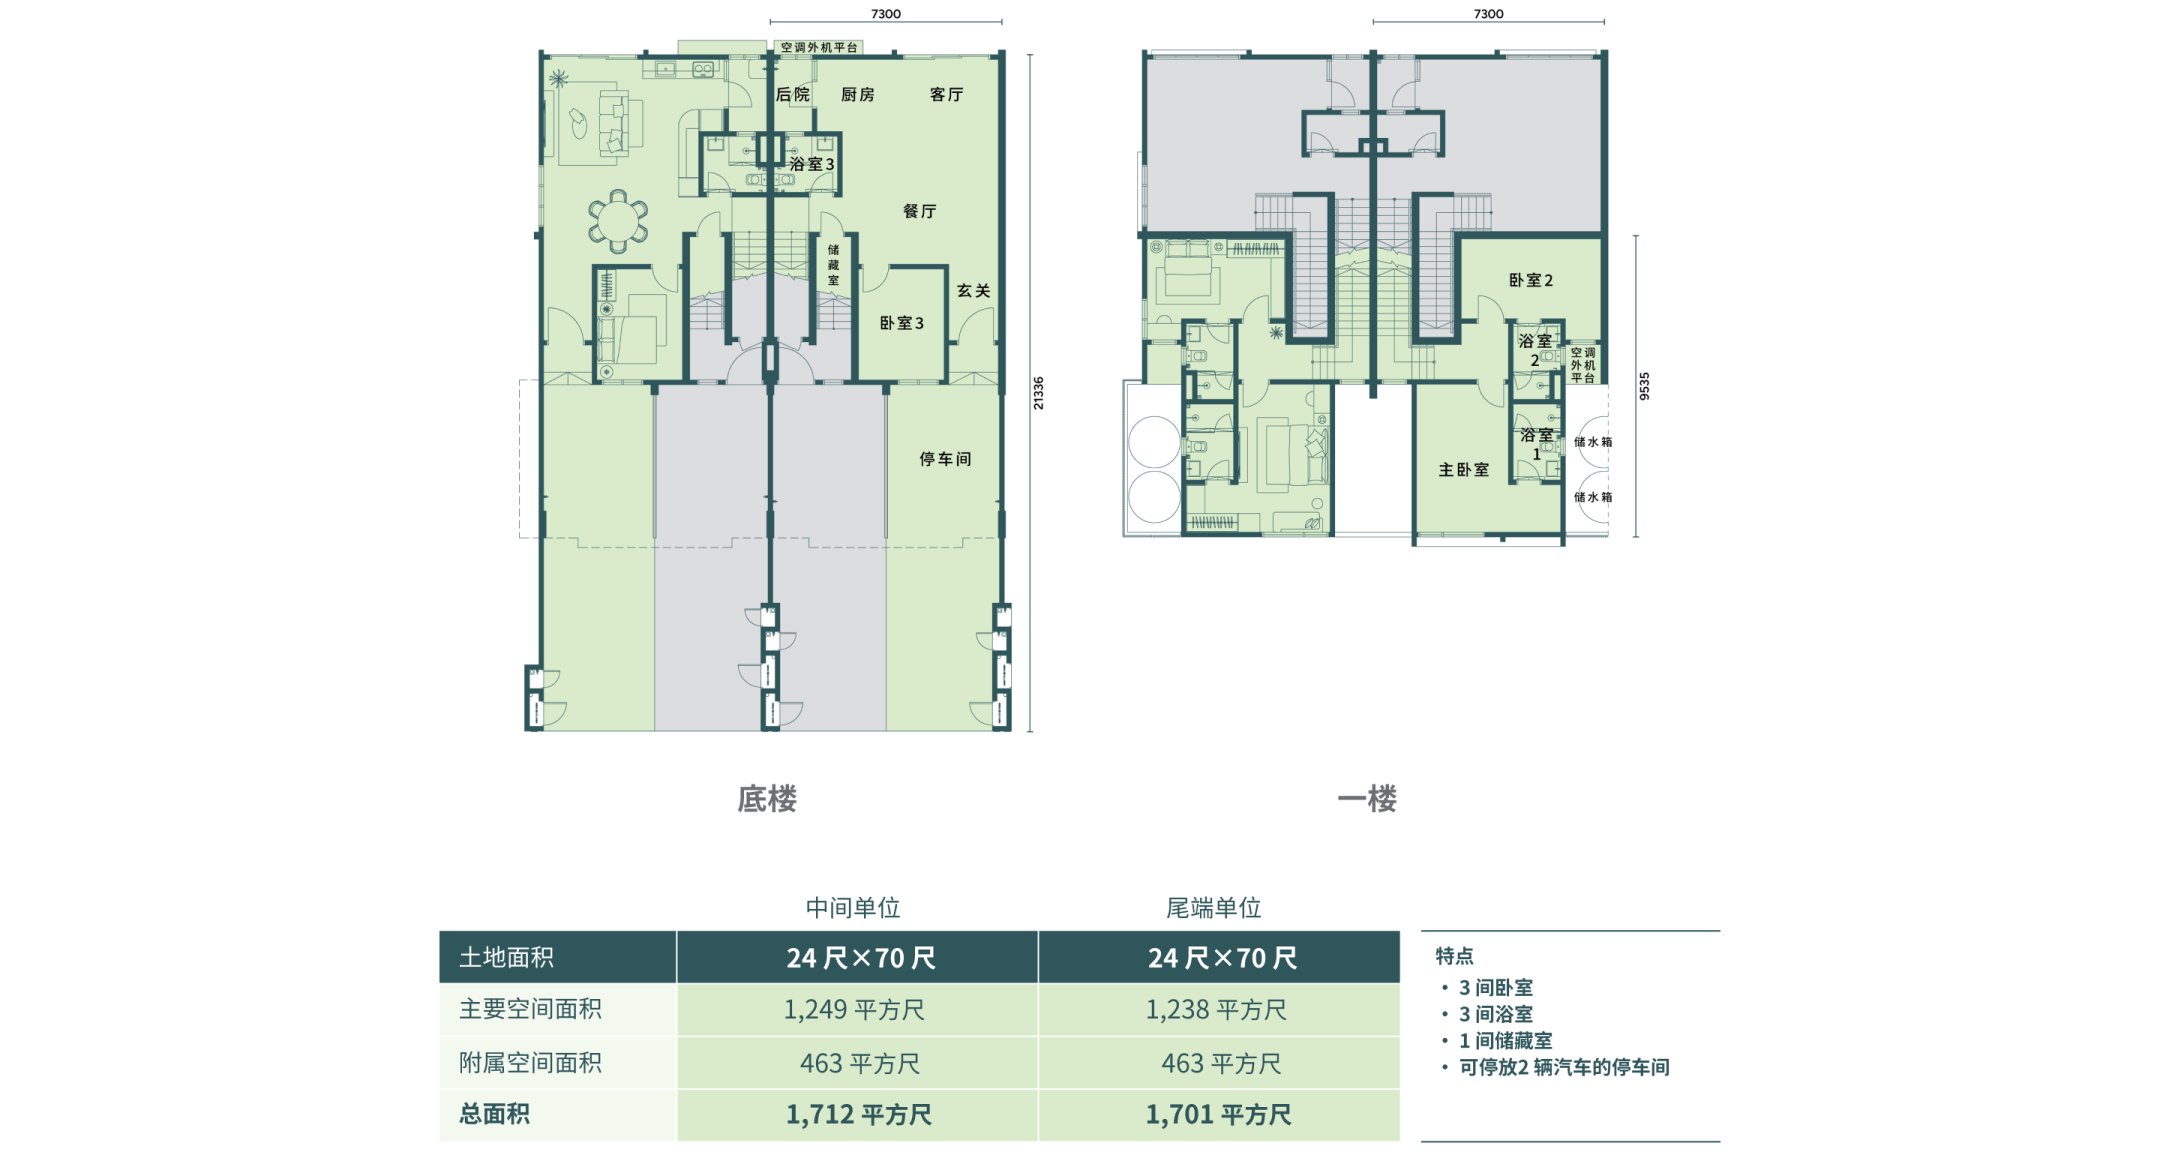 7300
空调外机平台
后院
厨房
客厅
浴室3
餐厅
储
藏
室
玄关
卧室3
停车间
21336
底楼
7300
卧室2
浴室
2
空调
外机
平台
浴室
1
主卧室
储水箱
储水箱
9535
一楼
中间单位 尾端单位
土地面积 24 尺×70 尺 24 尺×70 尺
主要空间面积 1,249 平方尺 1,238 平方尺
附属空间面积 463 平方尺 463 平方尺
总面积 1,712 平方尺 1,701 平方尺
特点
• 3 间卧室
• 3 间浴室
• 1 间储藏室
• 可停放2 辆汽车的停车间